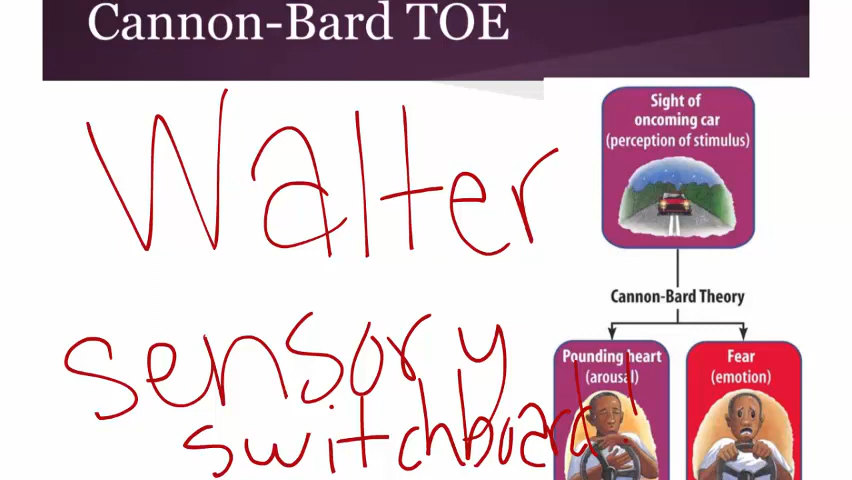 Cannon-Bard TOE
Walter
sensory
switchboard!
Sight of
oncoming car
(perception of stimulus)
Cannon-Bard Theory
Pounding heart
(arousal)
Fear
(emotion)